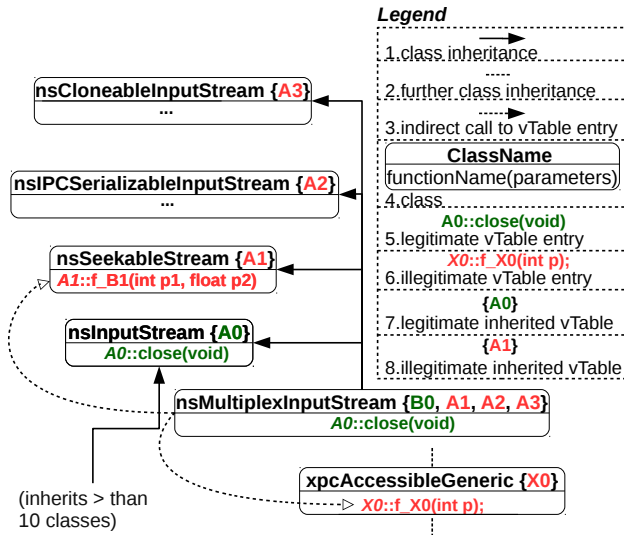 Legend
1.class inheritance
2.further class inheritance
3.indirect call to vTable entry
ClassName
functionName(parameters)
4.class
A0::close(void)
5.legitimate vTable entry
X0::f_X0(int p);
6.illegitimate vTable entry
{A0}
7.legitimate inherited vTable
{A1}
8.illegitimate inherited vTable
nsCloneableInputStream {A3}
...
nsIPCSerializableInputStream {A2}
...
nsSeekableStream {A1}
A1::f_B1(int p1, float p2)
nsInputStream {A0}
A0::close(void)
nsMultiplexInputStream {B0, A1, A2, A3}
A0::close(void)
xpcAccessibleGeneric {X0}
X0::f_X0(int p);
(inherits > than
10 classes)